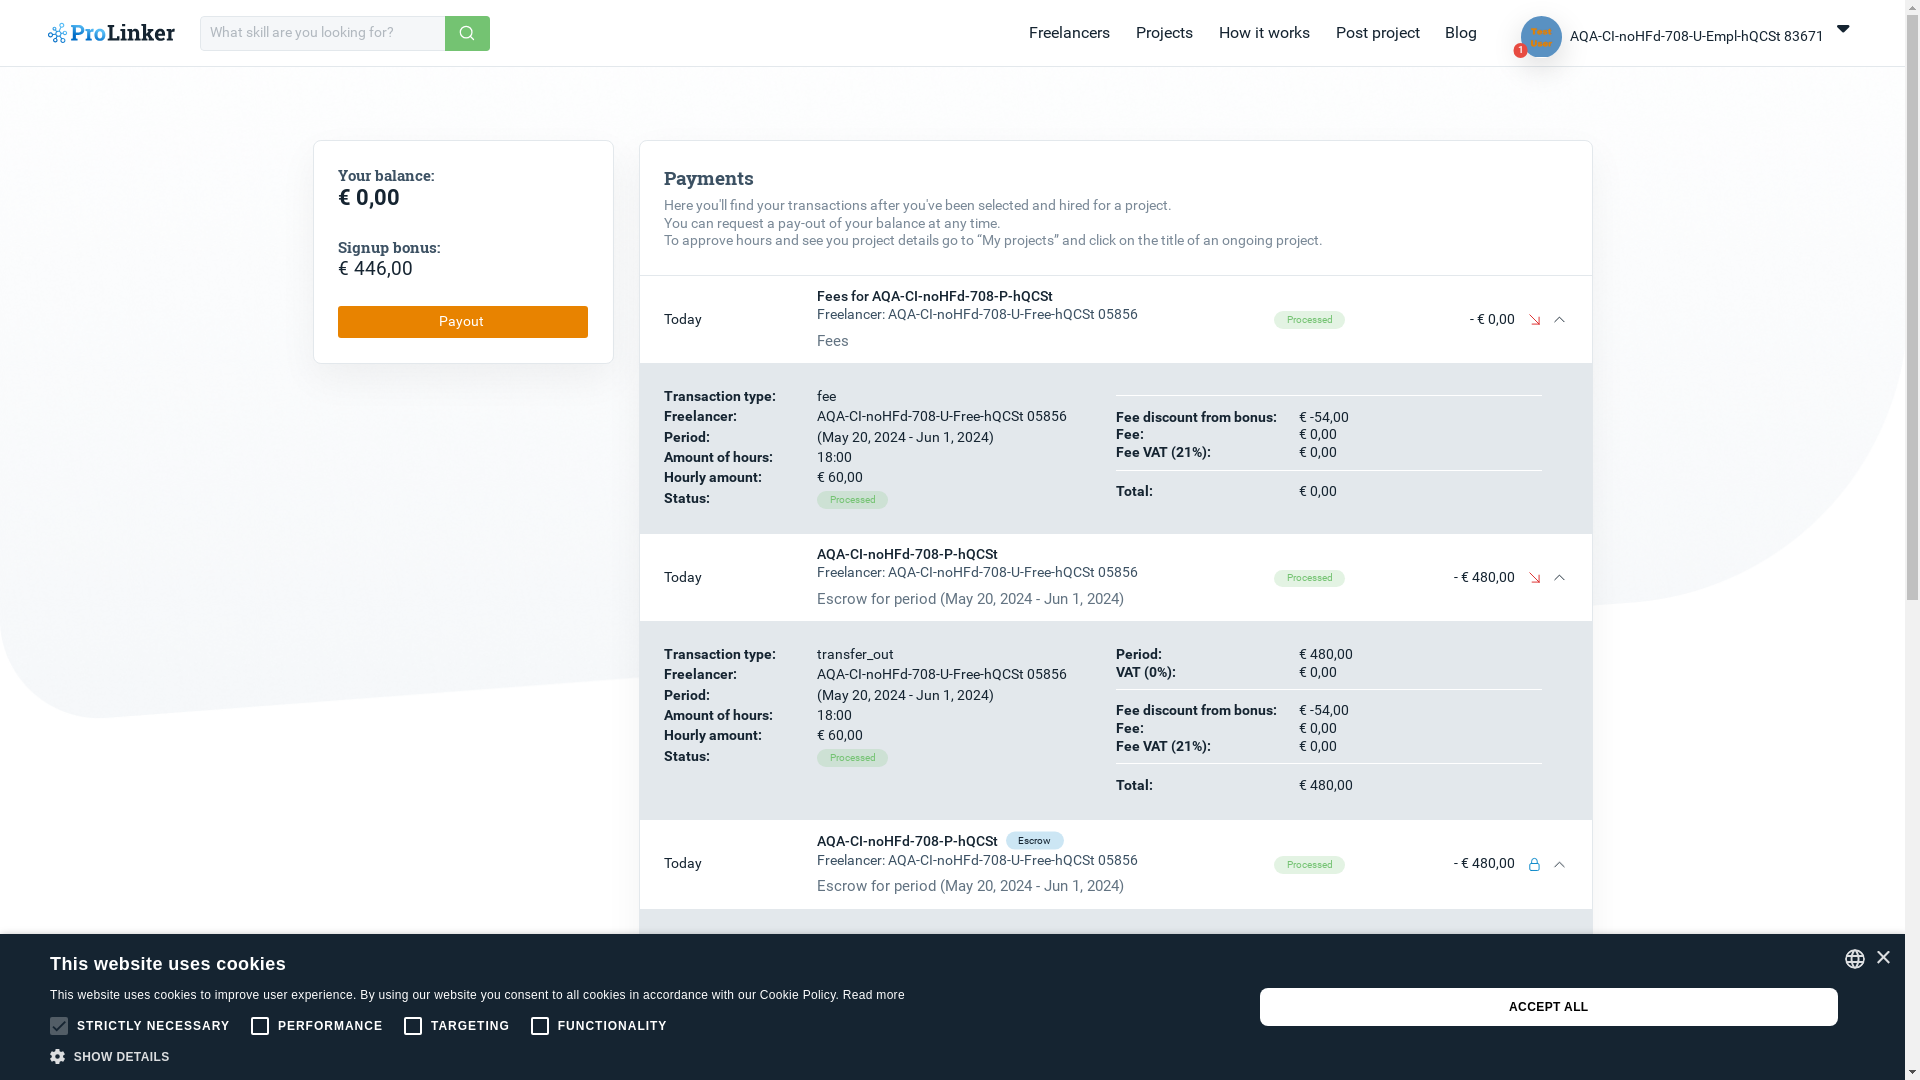 ProLinker
What skill are you looking for?
Freelancers
Projects
How it works
Post project
Blog
1
AQA-CI-noHFd-708-U-Empl-hQCSt 83671
Your balance:
€ 0,00
Signup bonus:
€ 446,00
Payout
Payments
Here you'll find your transactions after you've been selected and hired for a project.
You can request a pay-out of your balance at any time.
To approve hours and see you project details go to “My projects” and click on the title of an ongoing project.
Today
Fees for AQA-CI-noHFd-708-P-hQCSt
Freelancer: AQA-CI-noHFd-708-U-Free-hQCSt 05856
Fees
Processed
- € 0,00
Transaction type: fee
Freelancer: AQA-CI-noHFd-708-U-Free-hQCSt 05856
Period: (May 20, 2024 - Jun 1, 2024)
Amount of hours: 18:00
Hourly amount: € 60,00
Status: Processed
Fee discount from bonus: € -54,00
Fee: € 0,00
Fee VAT (21%): € 0,00
Total: € 0,00
Today
AQA-CI-noHFd-708-P-hQCSt
Freelancer: AQA-CI-noHFd-708-U-Free-hQCSt 05856
Escrow for period (May 20, 2024 - Jun 1, 2024)
Processed
- € 480,00
Transaction type: transfer_out
Freelancer: AQA-CI-noHFd-708-U-Free-hQCSt 05856
Period: (May 20, 2024 - Jun 1, 2024)
Amount of hours: 18:00
Hourly amount: € 60,00
Status: Processed
Period: € 480,00
VAT (0%): € 0,00
Fee discount from bonus: € -54,00
Fee: € 0,00
Fee VAT (21%): € 0,00
Total: € 480,00
Today
AQA-CI-noHFd-708-P-hQCSt Escrow
Freelancer: AQA-CI-noHFd-708-U-Free-hQCSt 05856
Escrow for period (May 20, 2024 - Jun 1, 2024)
Processed
- € 480,00
This website uses cookies
This website uses cookies to improve user experience. By using our website you consent to all cookies in accordance with our Cookie Policy. Read more
STRICTLY NECESSARY
PERFORMANCE
TARGETING
FUNCTIONALITY
SHOW DETAILS
ACCEPT ALL